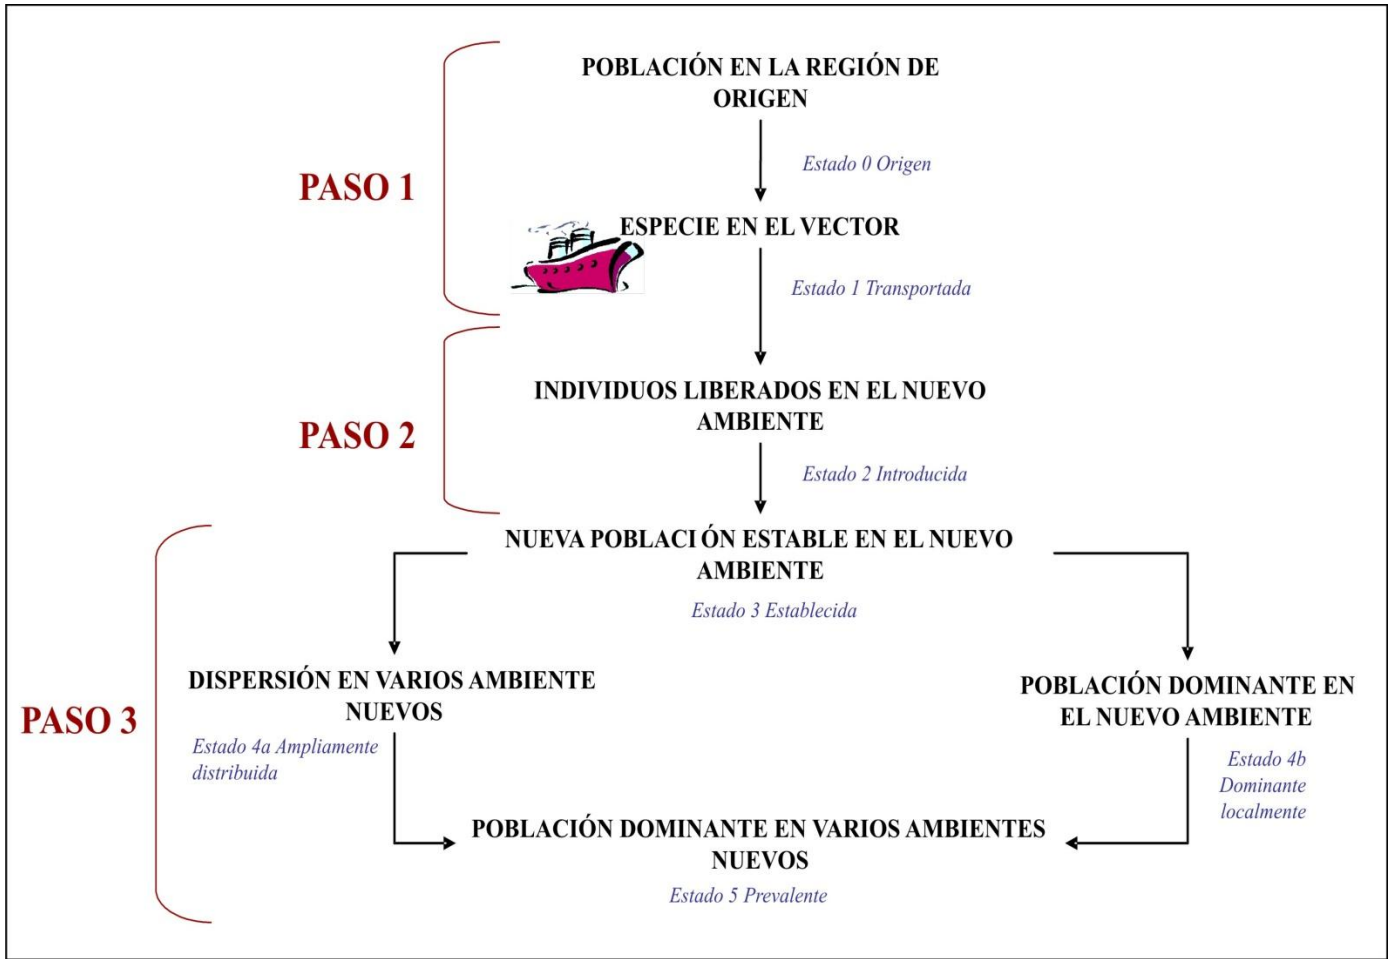 POBLACIÓN EN LA REGIÓN DE
ORIGEN
Estado 0 Origen
PASO 1
ESPECIE EN EL VECTOR
Estado 1 Transportada
INDIVIDUOS LIBERADOS EN EL NUEVO
AMBIENTE
PASO 2
Estado 2 Introducida
NUEVA POBLACIÓN ESTABLE EN EL NUEVO
AMBIENTE
Estado 3 Establecida
DISPERSIÓN EN VARIOS AMBIENTE
NUEVOS
POBLACIÓN DOMINANTE EN
EL NUEVO AMBIENTE
PASO 3
Estado 4a Ampliamente
distribuida
Estado 4b
Dominante
localmente
POBLACIÓN DOMINANTE EN VARIOS AMBIENTES
NUEVOS
Estado 5 Prevalente